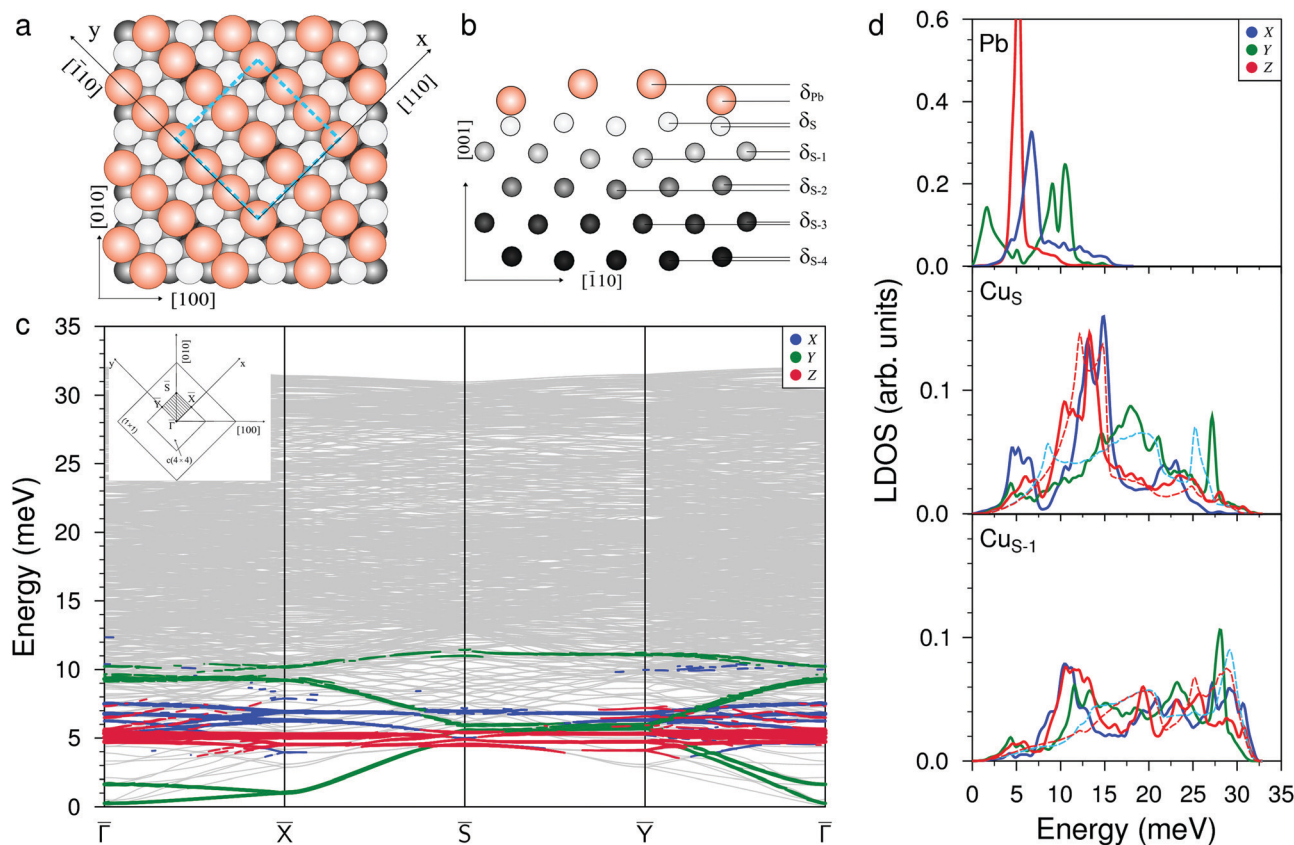 a
y
x
[1̄10]
[110]
[010]
[100]
b
[001]
[1̄10]
δPb
δS
δS-1
δS-2
δS-3
δS-4
c
Energy (meV)
35
30
25
20
15
10
5
0
Γ̄
X̄
S̄
Ȳ
Γ̄
X
Y
Z
[010]
y
x
S̄
Ȳ
X̄
Γ̄
[100]
(1×1)
c(4×4)
d
LDOS (arb. units)
Pb
X
Y
Z
0.6
0.4
0.2
0.0
CuS
0.1
0.0
CuS-1
0.1
0.0
0 5 10 15 20 25 30 35
Energy (meV)